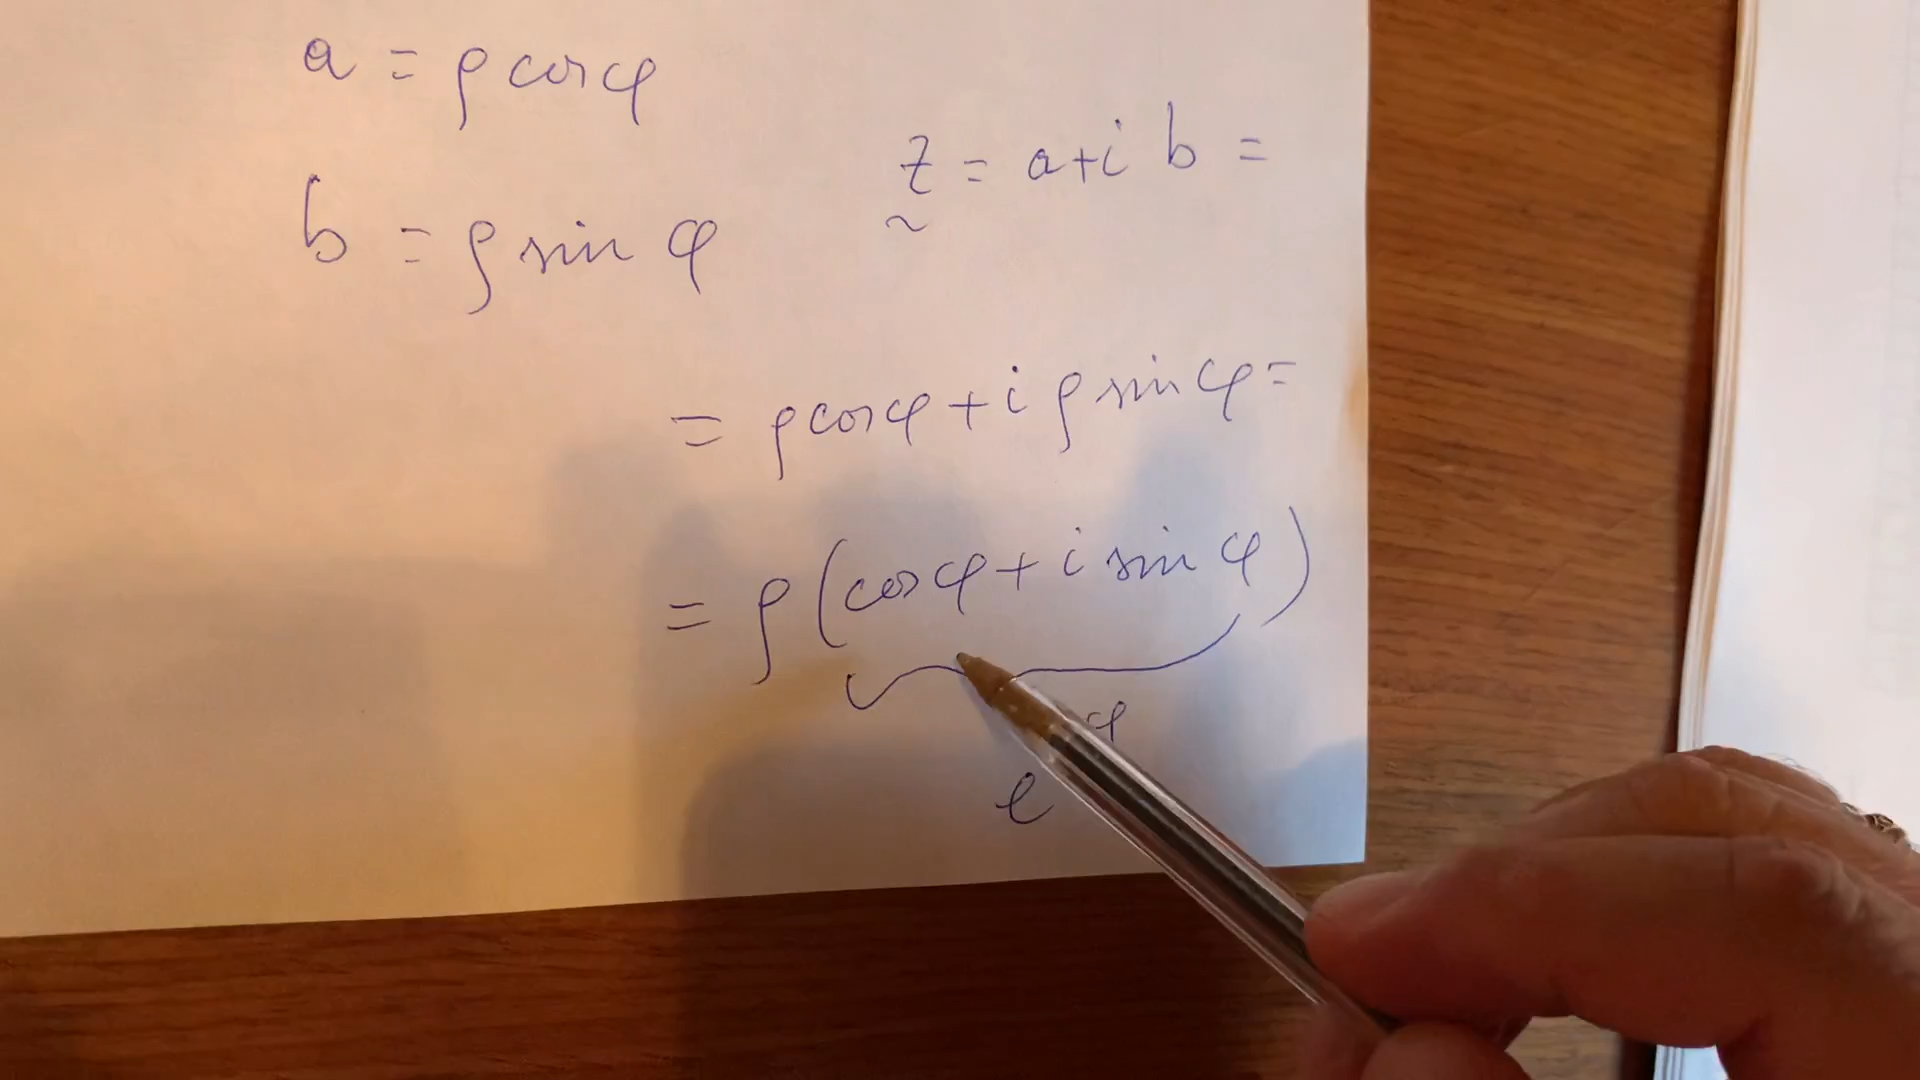 a = ρ cos φ
b = ρ sin φ
z = a+i b =
= ρ cos φ + i ρ sin φ =
= ρ (cos φ + i sin φ)
e φ